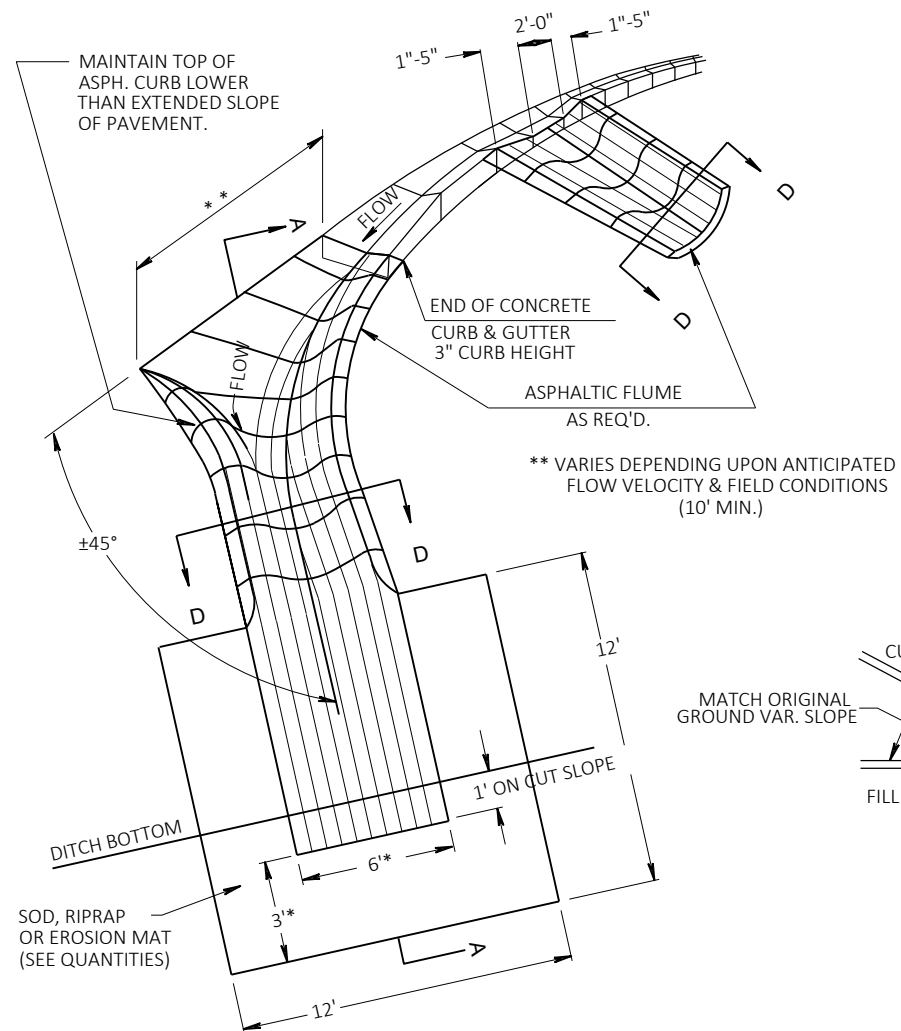 1"-5"
2'-0"
1"-5"
MAINTAIN TOP OF
ASPH. CURB LOWER
THAN EXTENDED SLOPE
OF PAVEMENT.
* *
A
FLOW
D
D
END OF CONCRETE
CURB & GUTTER
3" CURB HEIGHT
FLOW
ASPHALTIC FLUME
AS REQ'D.
** VARIES DEPENDING UPON ANTICIPATED
FLOW VELOCITY & FIELD CONDITIONS
(10' MIN.)
±45°
D
D
12'
CU
MATCH ORIGINAL
GROUND VAR. SLOPE
FILL
1' ON CUT SLOPE
DITCH BOTTOM
6'*
3'*
SOD, RIPRAP
OR EROSION MAT
(SEE QUANTITIES)
A
12'